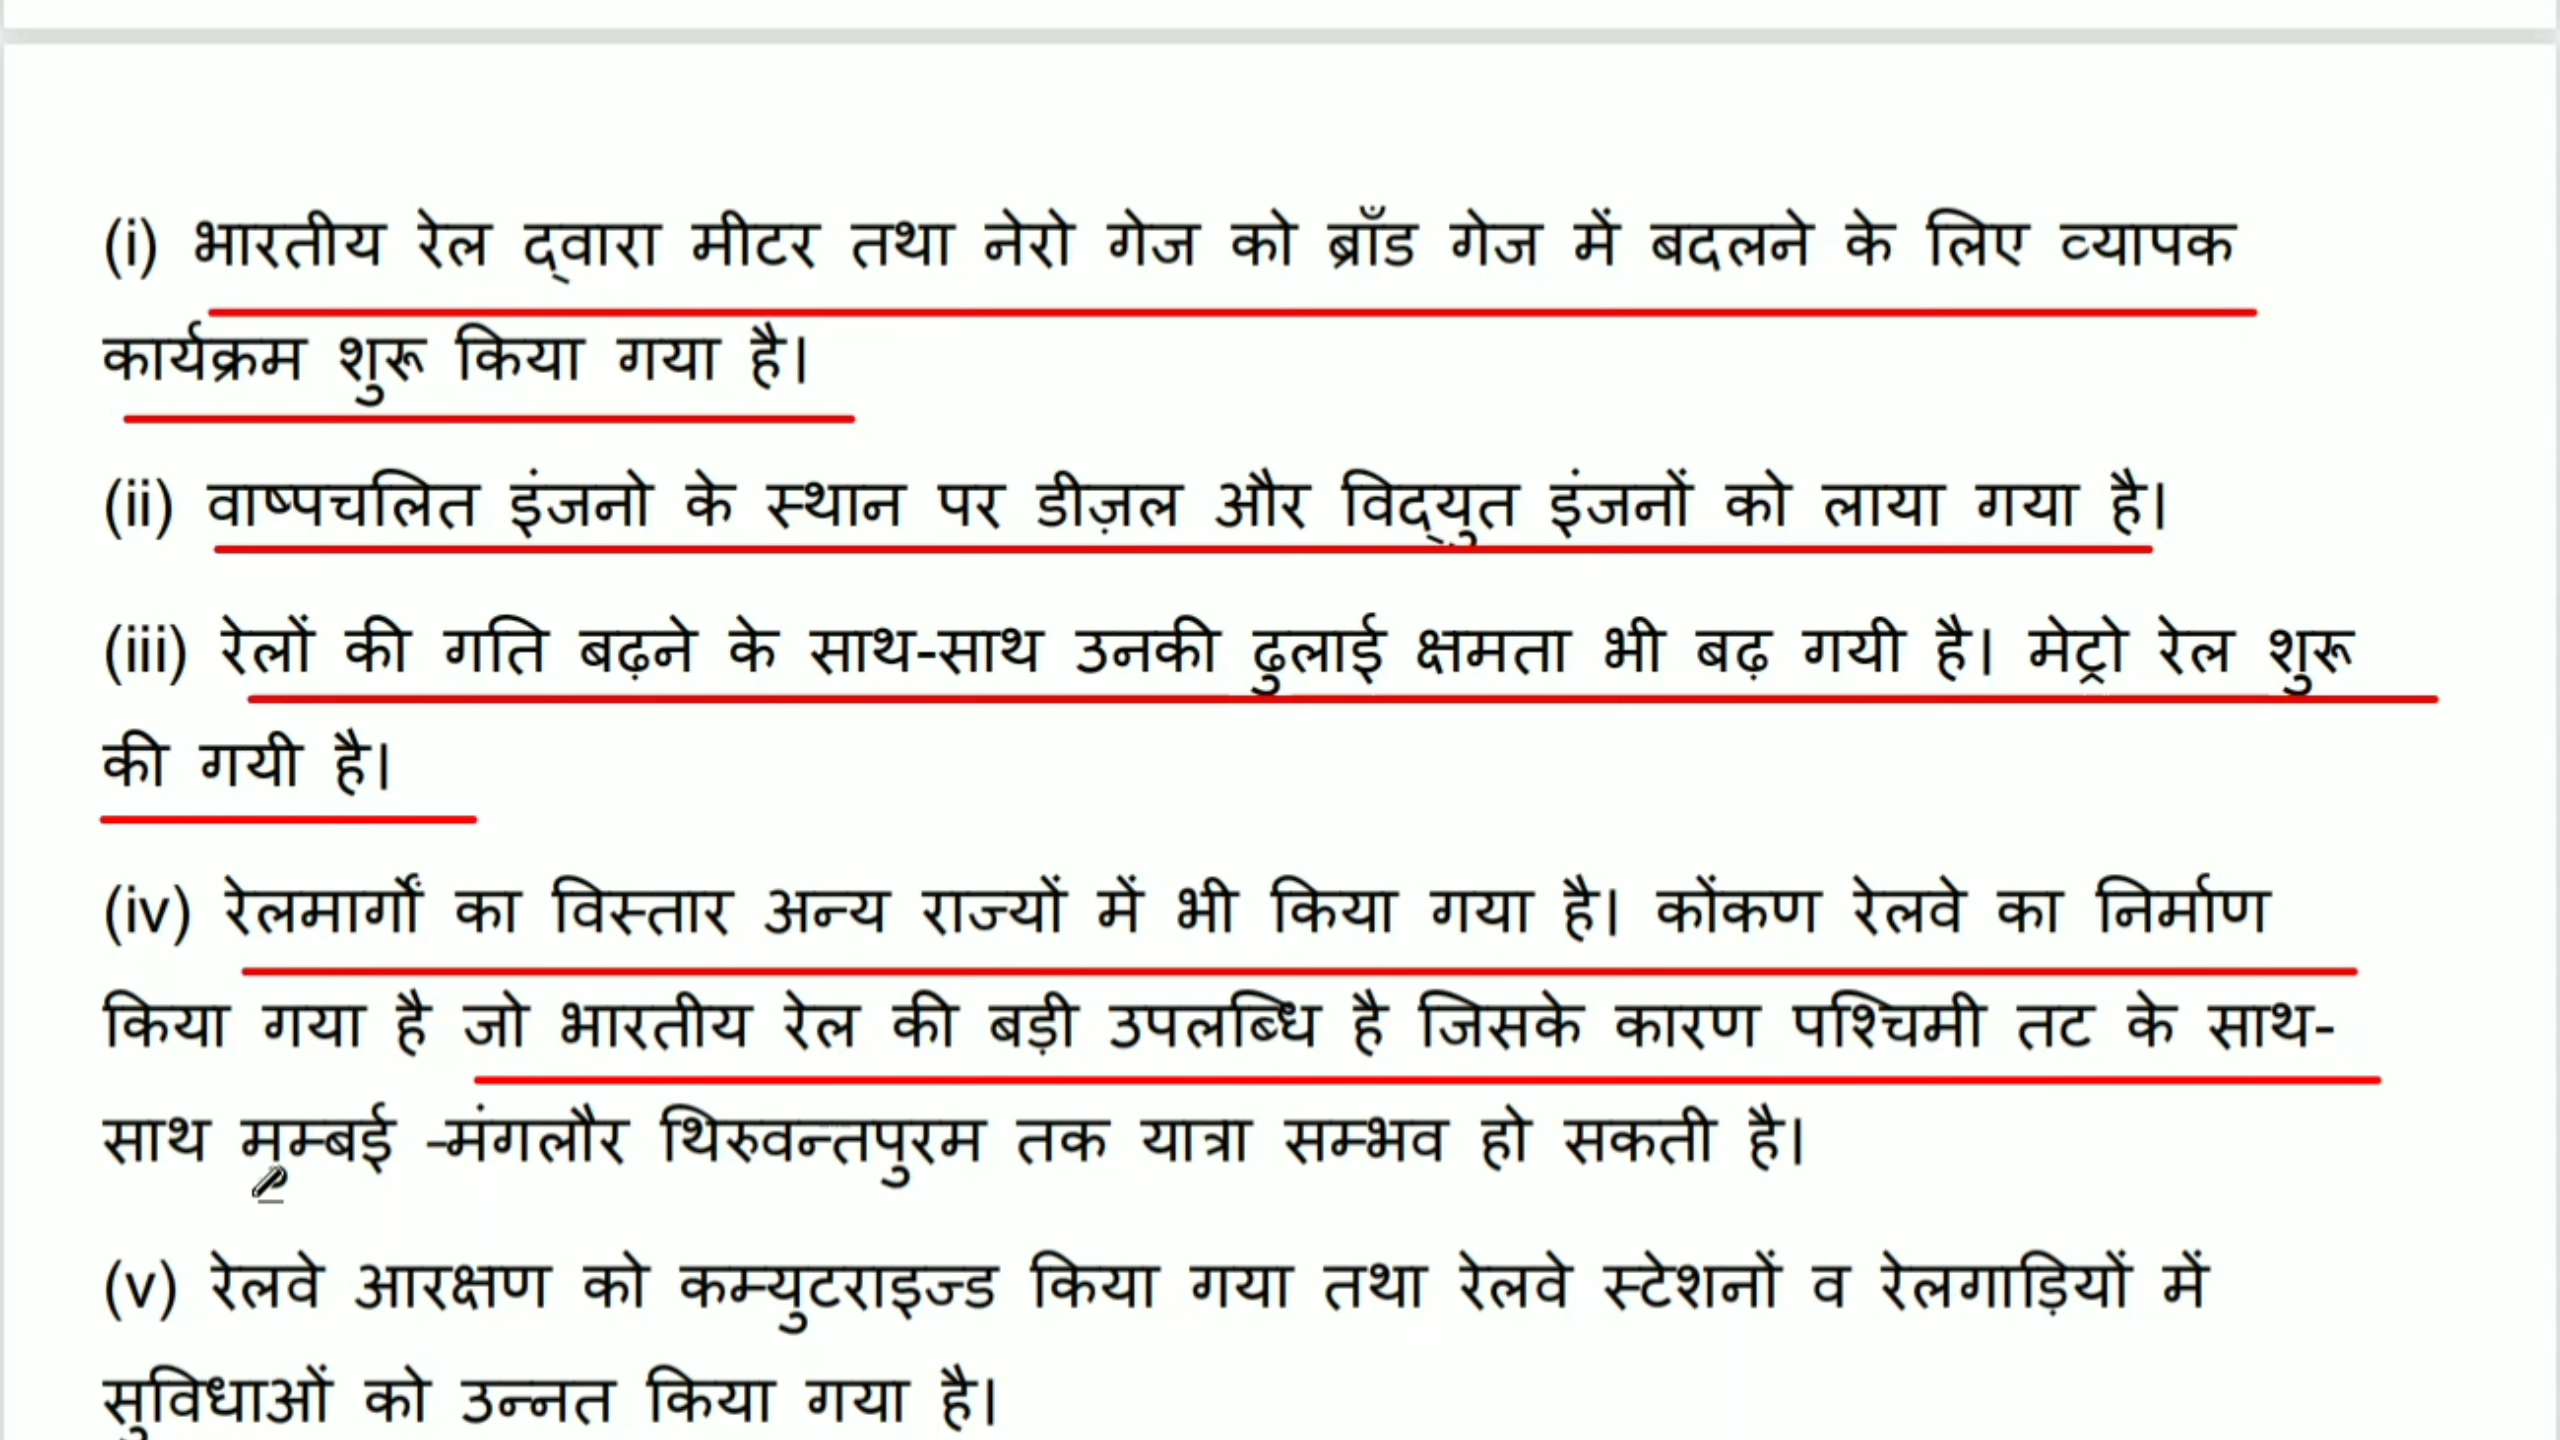 (i) भारतीय रेल द्वारा मीटर तथा नेरो गेज को ब्रॉंड गेज में बदलने के लिए व्यापक
कार्यक्रम शुरू किया गया है।
(ii) वाष्पचलित इंजनो के स्थान पर डीज़ल और विद्युत इंजनों को लाया गया है।
(iii) रेलों की गति बढ़ने के साथ-साथ उनकी ढुलाई क्षमता भी बढ़ गयी है। मेट्रो रेल शुरू
की गयी है।
(iv) रेलमार्गों का विस्तार अन्य राज्यों में भी किया गया है। कोंकण रेलवे का निर्माण
किया गया है जो भारतीय रेल की बड़ी उपलब्धि है जिसके कारण पश्चिमी तट के साथ-
साथ मुम्बई -मंगलौर थिरुवन्तपुरम तक यात्रा सम्भव हो सकती है।
(v) रेलवे आरक्षण को कम्युटराइज्ड किया गया तथा रेलवे स्टेशनों व रेलगाड़ियों में
सुविधाओं को उन्नत किया गया है।